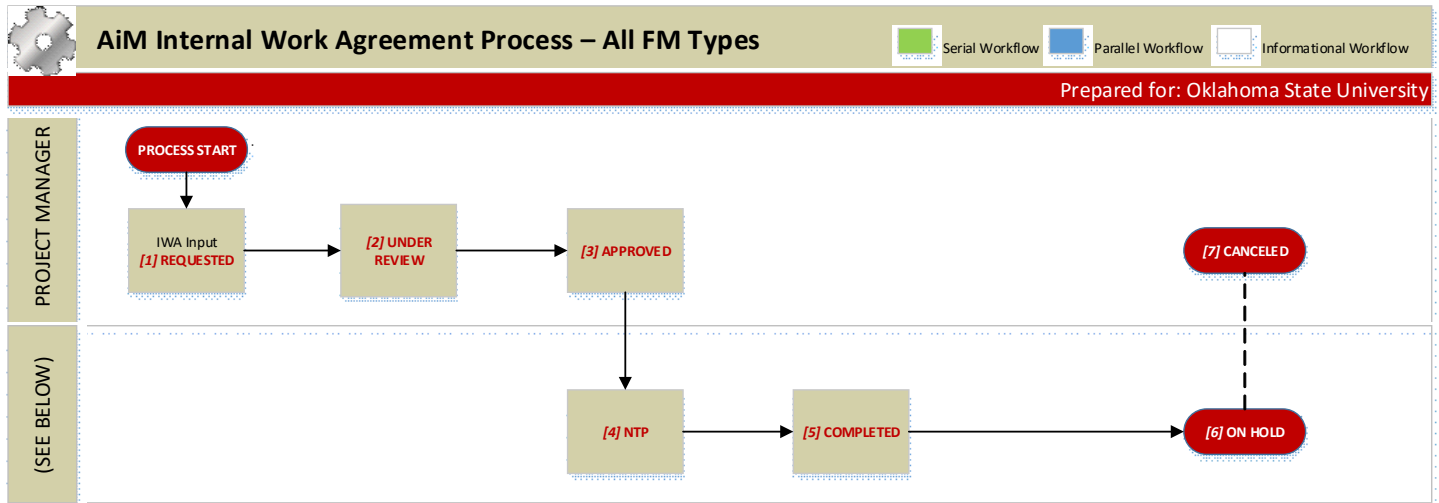 AiM Internal Work Agreement Process – All FM Types
Serial Workflow
Parallel Workflow
Informational Workflow
Prepared for: Oklahoma State University
PROJECT MANAGER
PROCESS START
IWA Input
[1] REQUESTED
[2] UNDER
REVIEW
[3] APPROVED
[7] CANCELED
(SEE BELOW)
[4] NTP
[5] COMPLETED
[6] ON HOLD